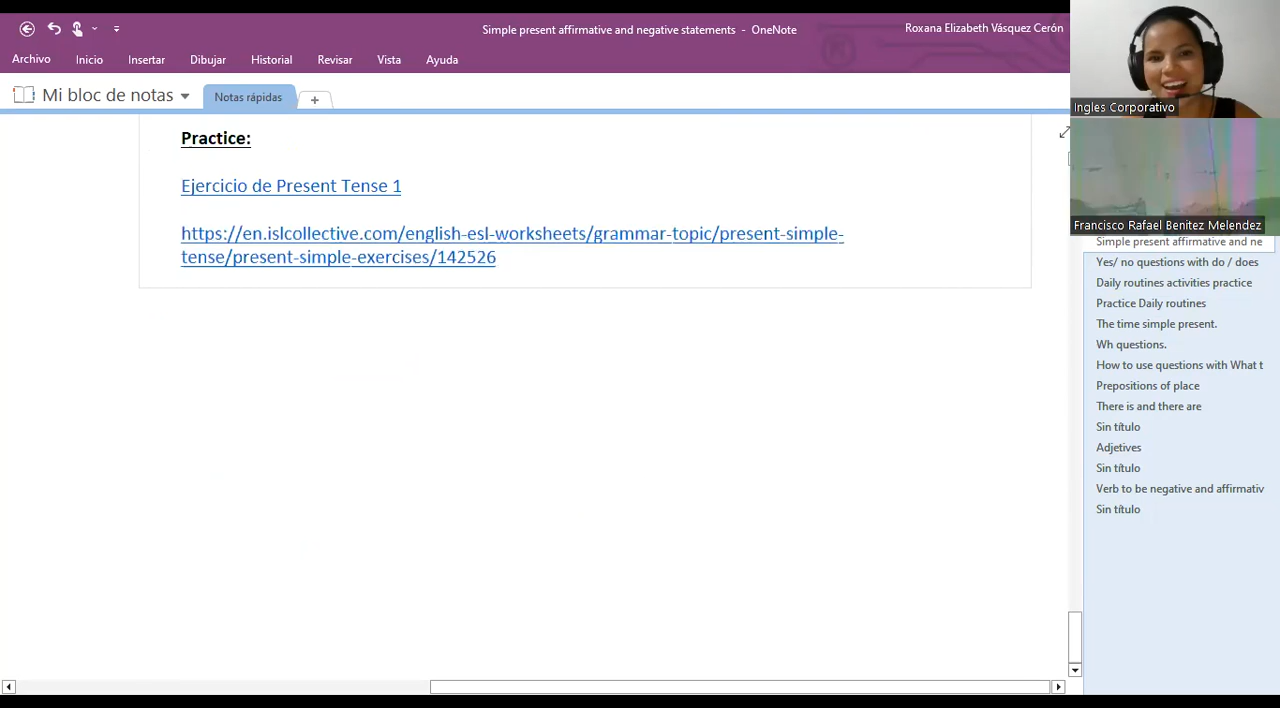 Simple present affirmative and negative statements - OneNote
Roxana Elizabeth Vásquez Cerón
Archivo Inicio Insertar Dibujar Historial Revisar Vista Ayuda
Mi bloc de notas
Notas rápidas
Ingles Corporativo
Francisco Rafael Benitez Melendez
Practice:
Ejercicio de Present Tense 1
https://en.islcollective.com/english-esl-worksheets/grammar-topic/present-simple-
tense/present-simple-exercises/142526
Simple present affirmative and ne
Yes/ no questions with do / does
Daily routines activities practice
Practice Daily routines
The time simple present.
Wh questions.
How to use questions with What t
Prepositions of place
There is and there are
Sin título
Adjetives
Sin título
Verb to be negative and affirmativ
Sin título